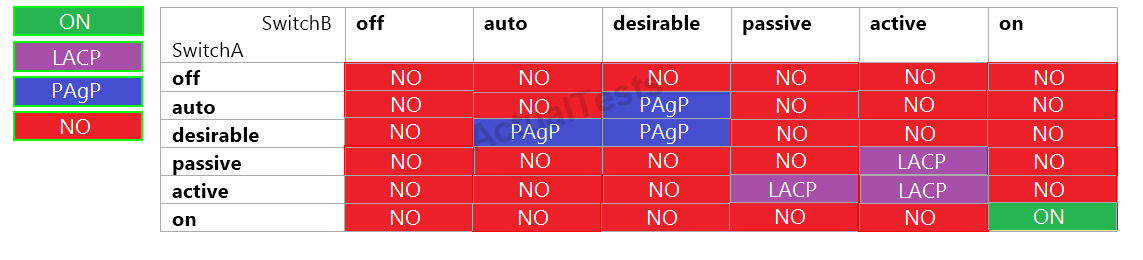 ON
LACP
PAgP
NO
SwitchB
SwitchA
off auto desirable passive active on
off NO NO NO NO NO NO
auto NO NO PAgP NO NO NO
desirable NO PAgP PAgP NO NO NO
passive NO NO NO NO LACP NO
active NO NO NO LACP LACP NO
on NO NO NO NO NO ON
ActualTests